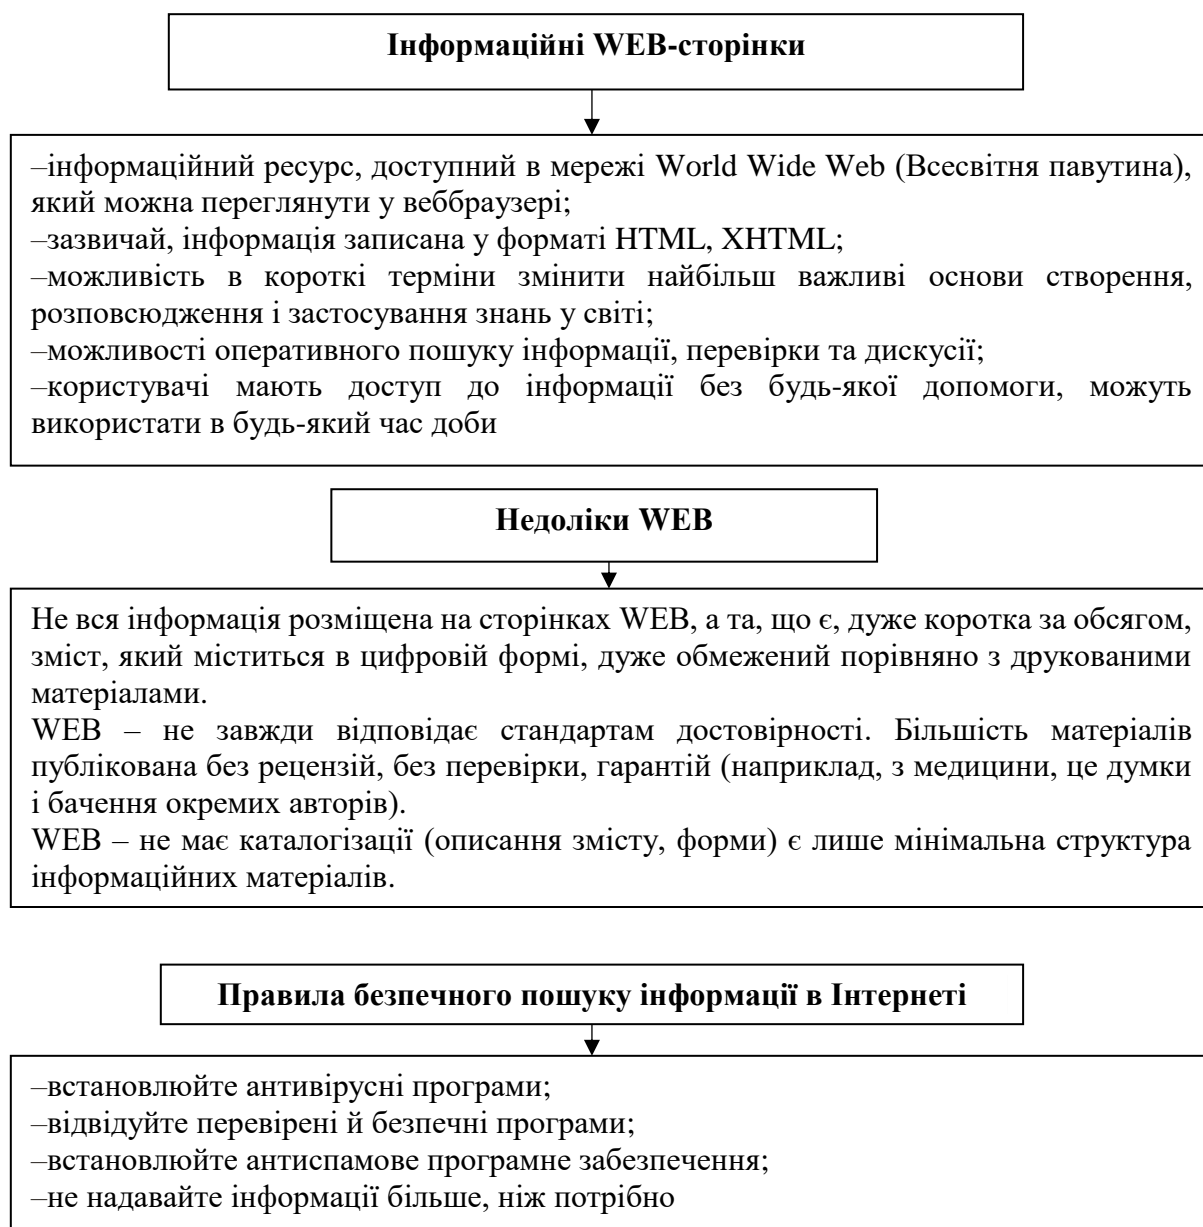 Інформаційні WEB-сторінки
–інформаційний ресурс, доступний в мережі World Wide Web (Всесвітня павутина),
який можна переглянути у веббраузері;
–зазвичай, інформація записана у форматі HTML, XHTML;
–можливість в короткі терміни змінити найбільш важливі основи створення,
розповсюдження і застосування знань у світі;
–можливості оперативного пошуку інформації, перевірки та дискусії;
–користувачі мають доступ до інформації без будь-якої допомоги, можуть
використати в будь-який час доби
Недоліки WEB
Не вся інформація розміщена на сторінках WEB, а та, що є, дуже коротка за обсягом,
зміст, який міститься в цифровій формі, дуже обмежений порівняно з друкованими
матеріалами.
WEB – не завжди відповідає стандартам достовірності. Більшість матеріалів
публікована без рецензій, без перевірки, гарантій (наприклад, з медицини, це думки
і бачення окремих авторів).
WEB – не має каталогізації (описання змісту, форми) є лише мінімальна структура
інформаційних матеріалів.
Правила безпечного пошуку інформації в Інтернеті
–встановлюйте антивірусні програми;
–відвідуйте перевірені й безпечні програми;
–встановлюйте антиспамове програмне забезпечення;
–не надавайте інформації більше, ніж потрібно